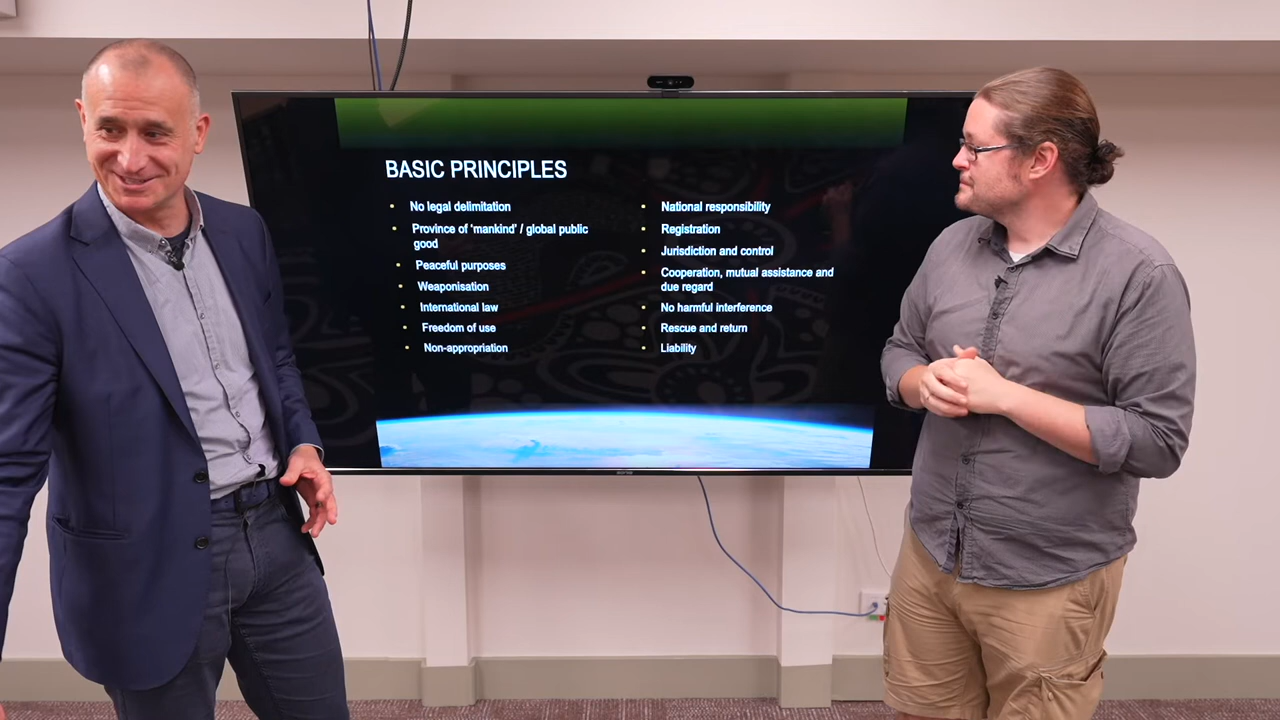 BASIC PRINCIPLES
• No legal delimitation
• Province of 'mankind' / global public
good
• Peaceful purposes
• Weaponisation
• International law
• Freedom of use
• Non-appropriation
• National responsibility
• Registration
• Jurisdiction and control
• Cooperation, mutual assistance and
due regard
• No harmful interference
• Rescue and return
• Liability